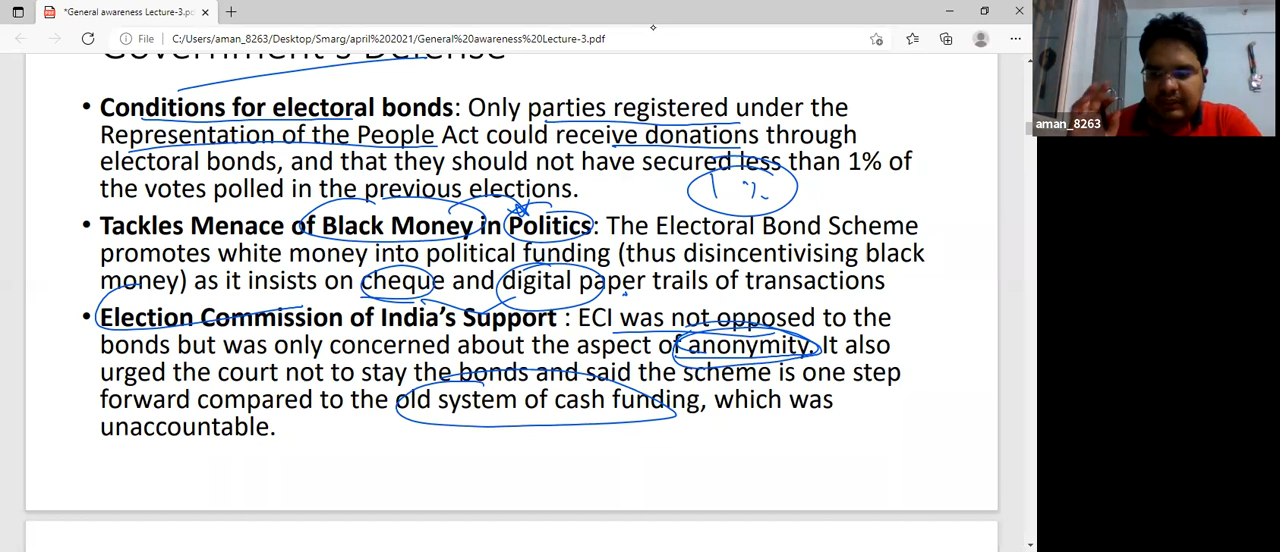 *General awareness Lecture-3.pd
File
C:/Users/aman_8263/Desktop/Smarg/april%202021/General%20awareness%20Lecture-3.pdf
Government's Defense
• Conditions for electoral bonds: Only parties registered under the
Representation of the People Act could receive donations through
electoral bonds, and that they should not have secured less than 1% of
the votes polled in the previous elections.
1 %
• Tackles Menace of Black Money in Politics: The Electoral Bond Scheme
promotes white money into political funding (thus disincentivising black
money) as it insists on cheque and digital paper trails of transactions
• Election Commission of India's Support : ECI was not opposed to the
bonds but was only concerned about the aspect of anonymity. It also
urged the court not to stay the bonds and said the scheme is one step
forward compared to the old system of cash funding, which was
unaccountable.
aman_8263